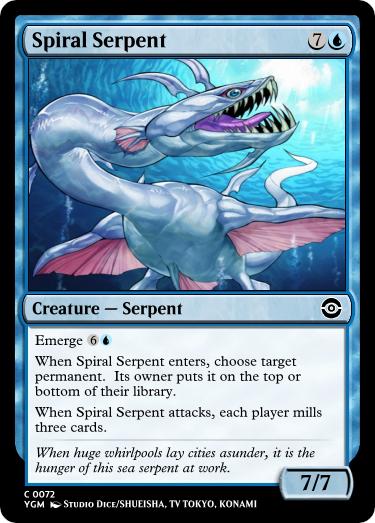 Spiral Serpent 7
Creature — Serpent
Emerge 6
When Spiral Serpent enters, choose target
permanent.  Its owner puts it on the top or
bottom of their library.
When Spiral Serpent attacks, each player mills
three cards.
When huge whirlpools lay cities asunder, it is the
hunger of this sea serpent at work.
7/7
C 0072
YGM Studio Dice/SHUEISHA, TV TOKYO, KONAMI